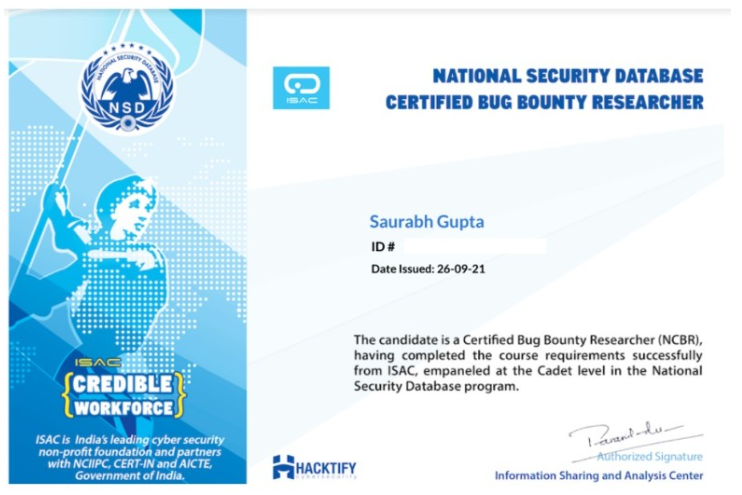 NATIONAL SECURITY DATABASE
NSD
ISAC
NATIONAL SECURITY DATABASE
CERTIFIED BUG BOUNTY RESEARCHER
Saurabh Gupta
ID #
Date Issued: 26-09-21
The candidate is a Certified Bug Bounty Researcher (NCBR),
having completed the course requirements successfully
from ISAC, empaneled at the Cadet level in the National
Security Database program.
ISAC
{CREDIBLE
WORKFORCE}
ISAC is India's leading cyber security
non-profit foundation and partners
with NCIIPC, CERT-IN and AICTE,
Government of India.
HACKTIFY
cybersecurity
Authorized Signature
Information Sharing and Analysis Center